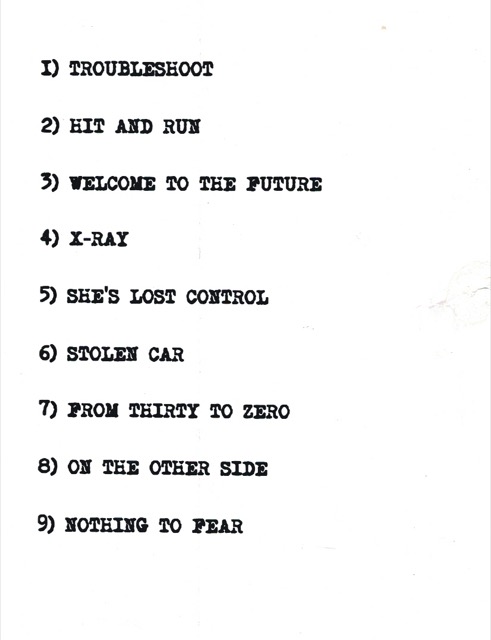 1) TROUBLESHOOT
2) HIT AND RUN
3) WELCOME TO THE FUTURE
4) X-RAY
5) SHE'S LOST CONTROL
6) STOLEN CAR
7) FROM THIRTY TO ZERO
8) ON THE OTHER SIDE
9) NOTHING TO FEAR